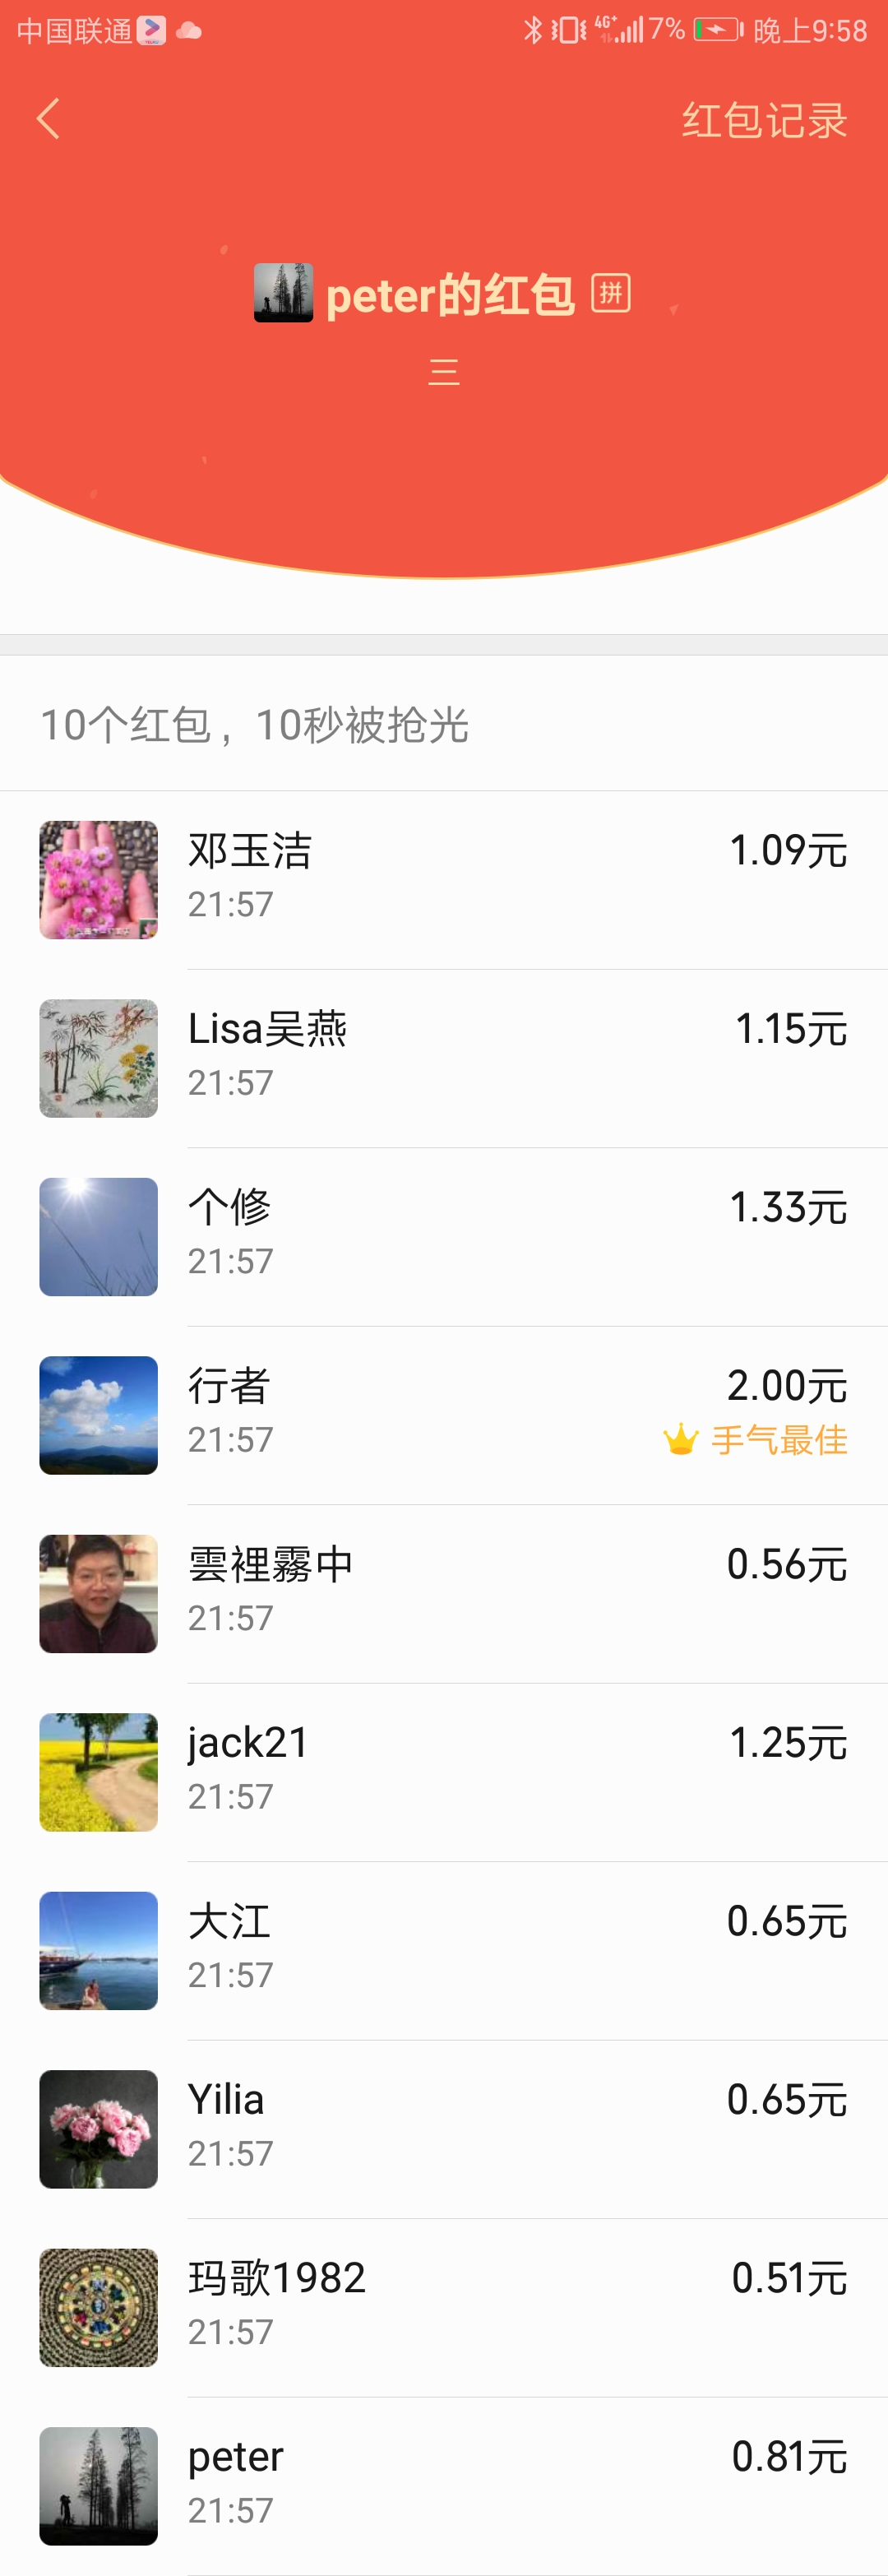 中国联通 4G+ 7% 晚上9:58
红包记录
peter的红包 拼
三
10个红包，10秒被抢光
邓玉洁 1.09元
21:57
Lisa吴燕 1.15元
21:57
个修 1.33元
21:57
行者 2.00元
21:57 手气最佳
雲裡霧中 0.56元
21:57
jack21 1.25元
21:57
大江 0.65元
21:57
Yilia 0.65元
21:57
玛歌1982 0.51元
21:57
peter 0.81元
21:57